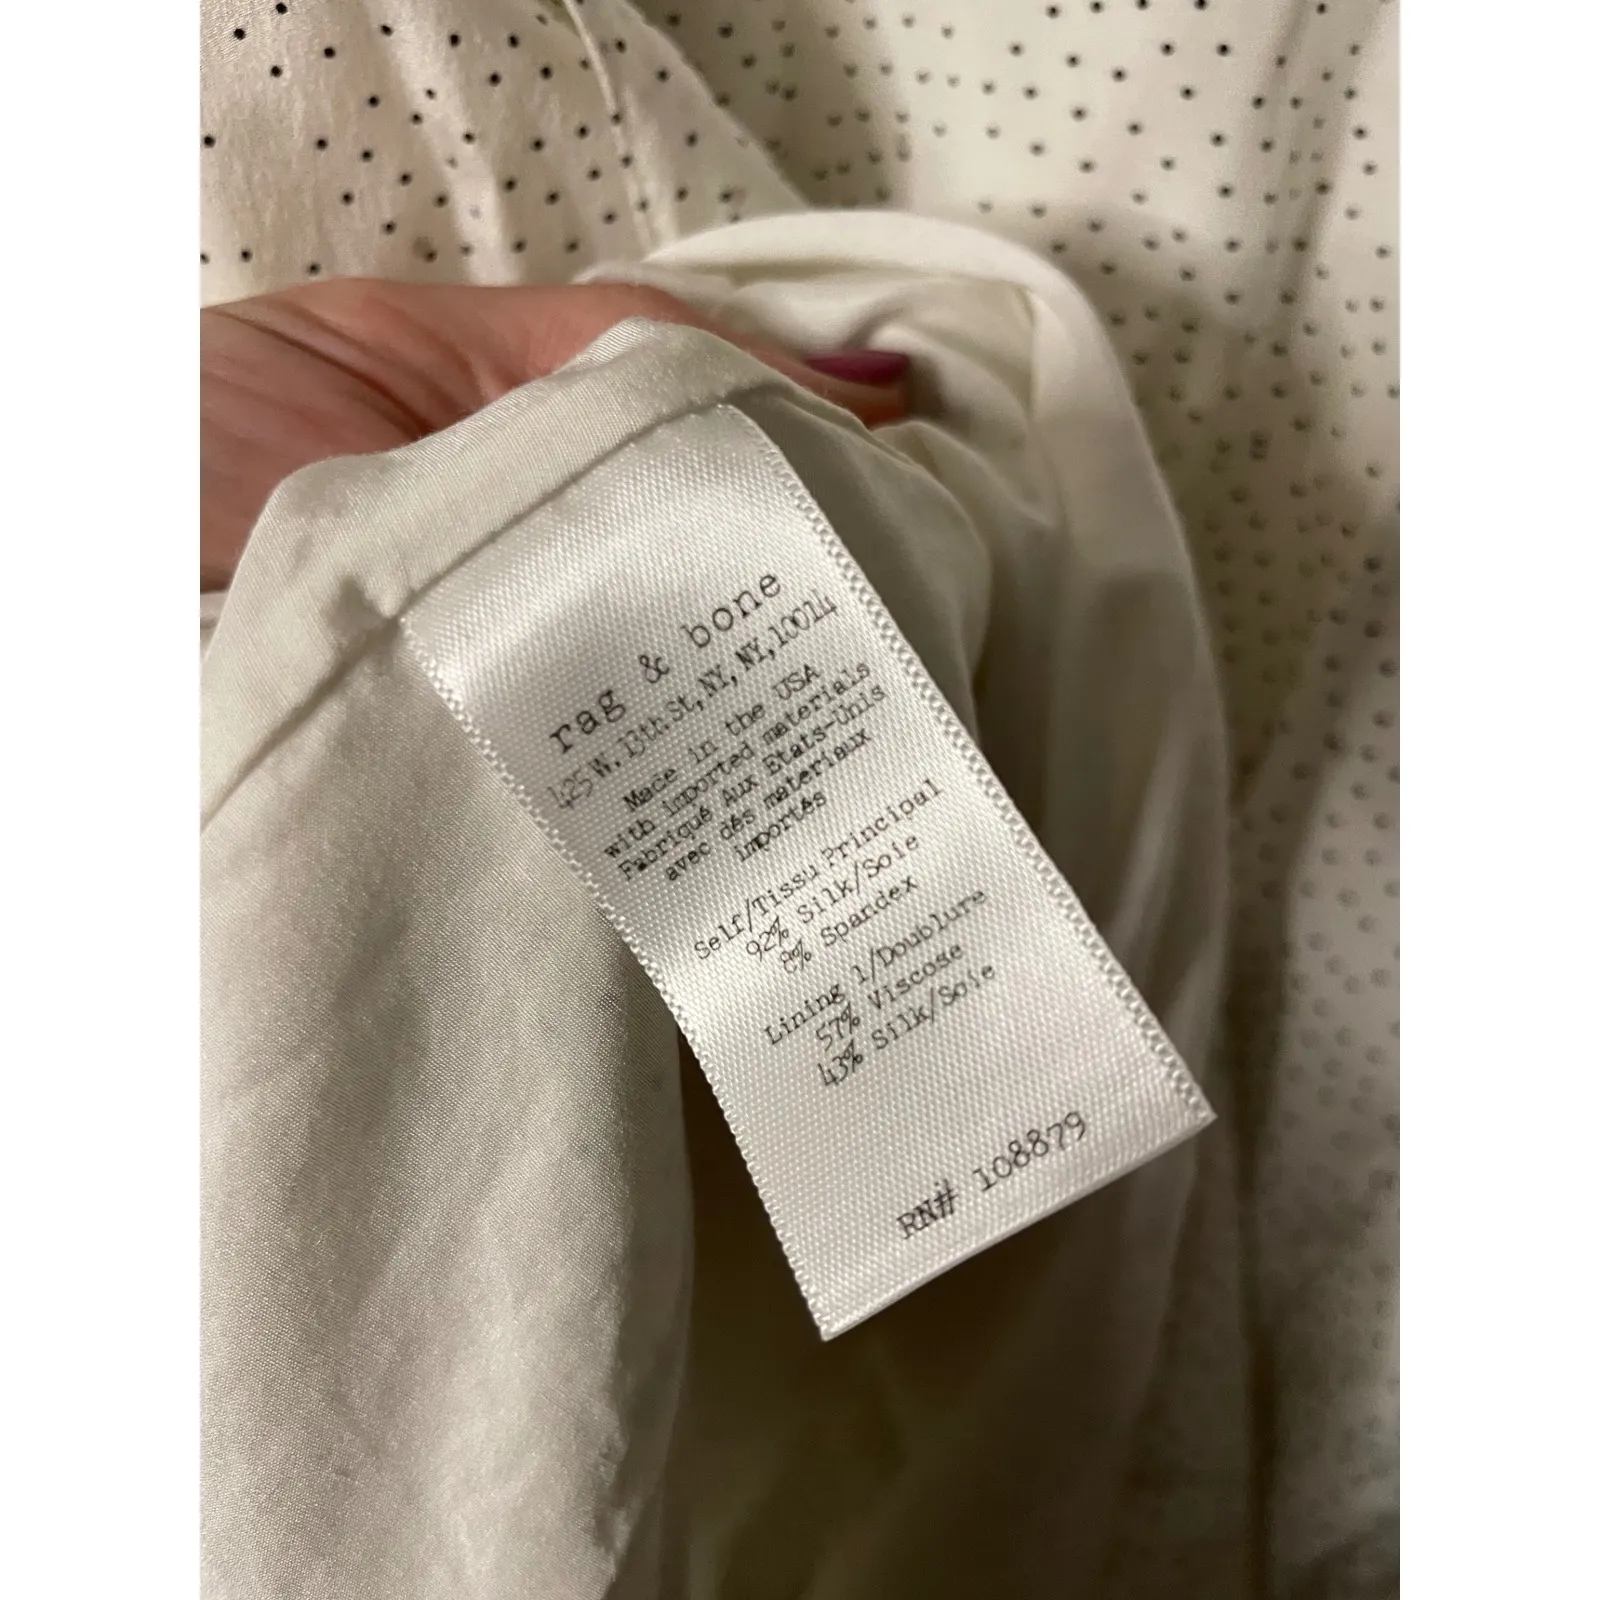 rag & bone
425 W. 13th St, NY, NY, 10014
Made in the USA
with imported materials
Fabriqué Aux États-Unis
avec dés materiaux
importés
Self/Tissu Principal
92% Silk/Soie
8% Spandex
Lining 1/Doublure
57% Viscose
43% Silk/Soie
RN# 108879